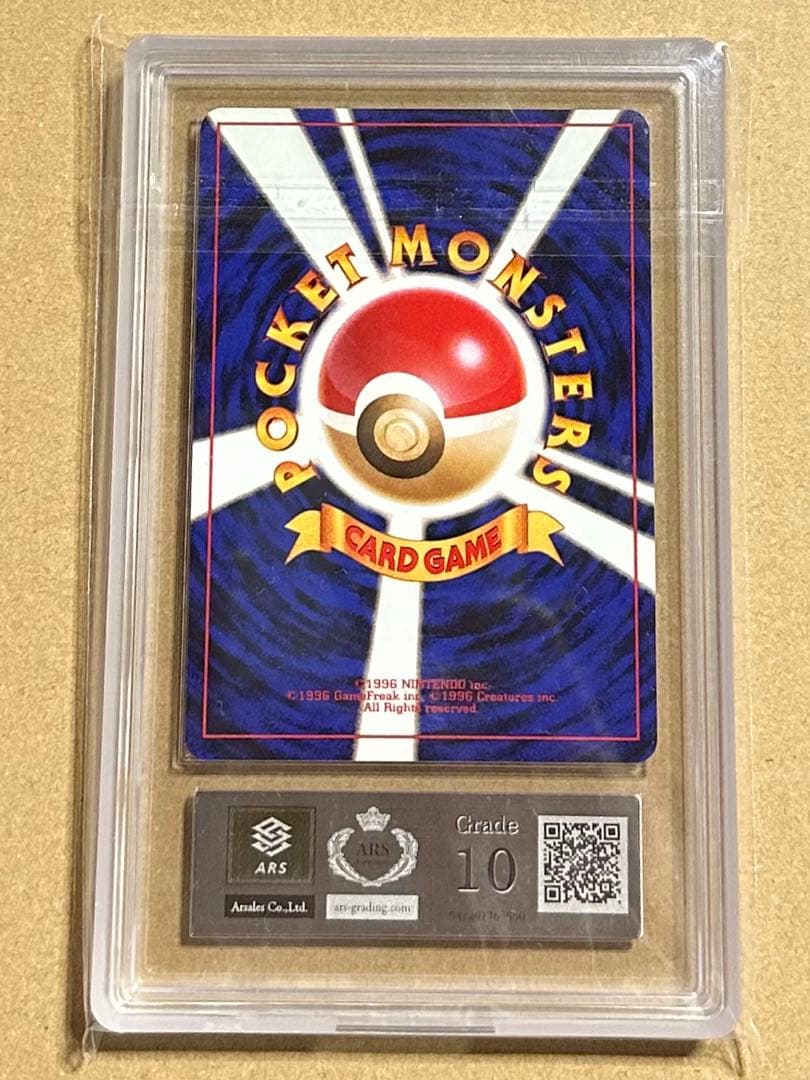 POCKET MONSTERS
CARD GAME
©1996 NINTENDO inc.
©1996 GameFreak inc. ©1996 Creatures inc.
All Rights reserved.
ARS
Arsales Co.,Ltd.
ARS
ars-grading.com
Grade
10